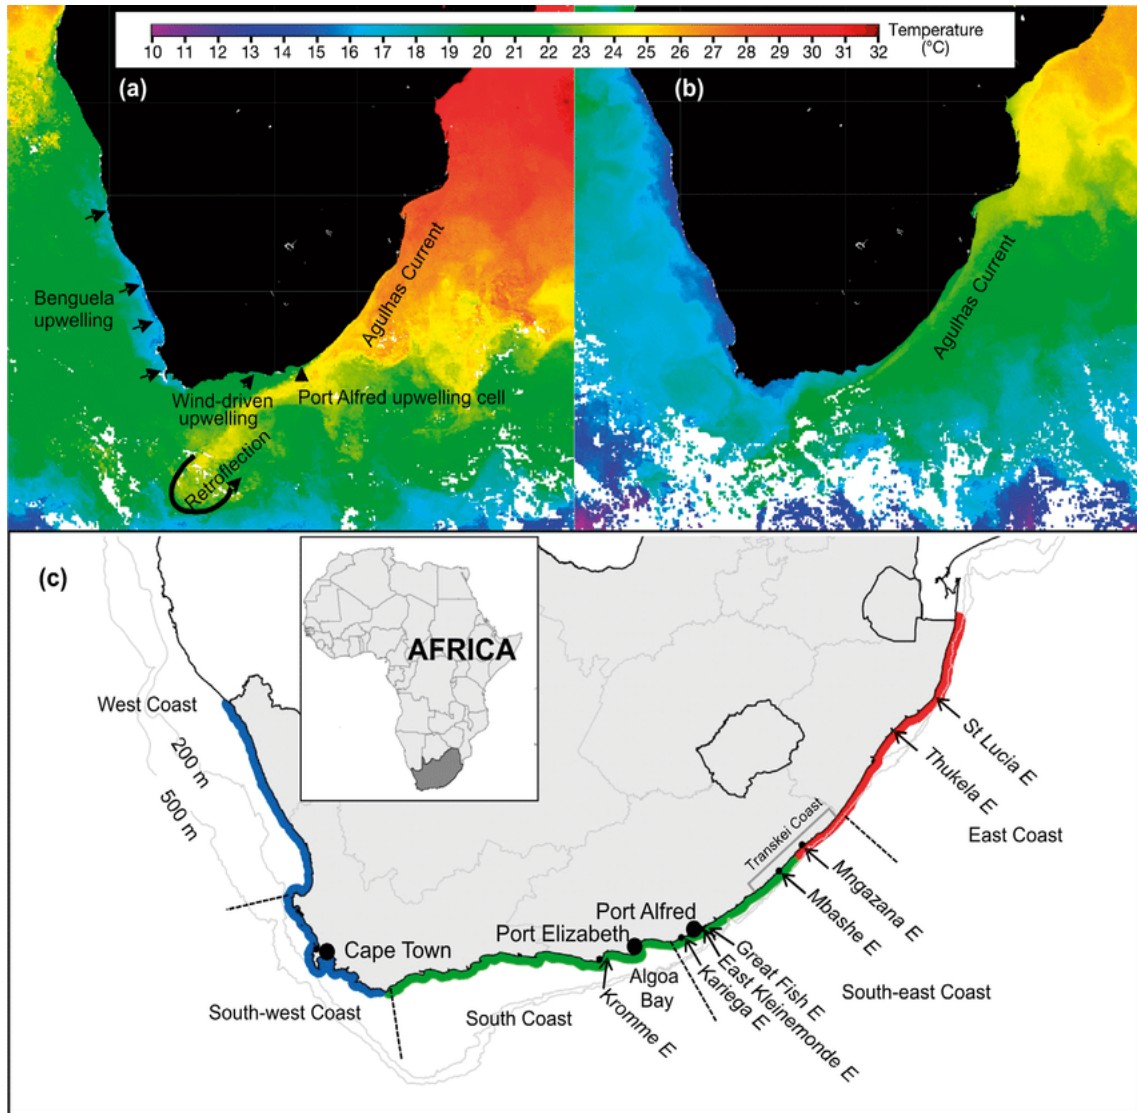 10 11 12 13 14 15 16 17 18 19 20 21 22 23 24 25 26 27 28 29 30 31 32
Temperature
(°C)
(a)
(b)
Benguela
upwelling
Agulhas Current
Wind-driven
upwelling
Port Alfred upwelling cell
Retroflection
Agulhas Current
(c)
AFRICA
West Coast
200 m
500 m
St Lucia E
Thukela E
East Coast
Transkei Coast
Mngazana E
Mbashe E
Port Alfred
Port Elizabeth
Cape Town
Great Fish E
East Kleinemonde E
Kariega E
Algoa
Bay
Kromme E
South-east Coast
South-west Coast
South Coast